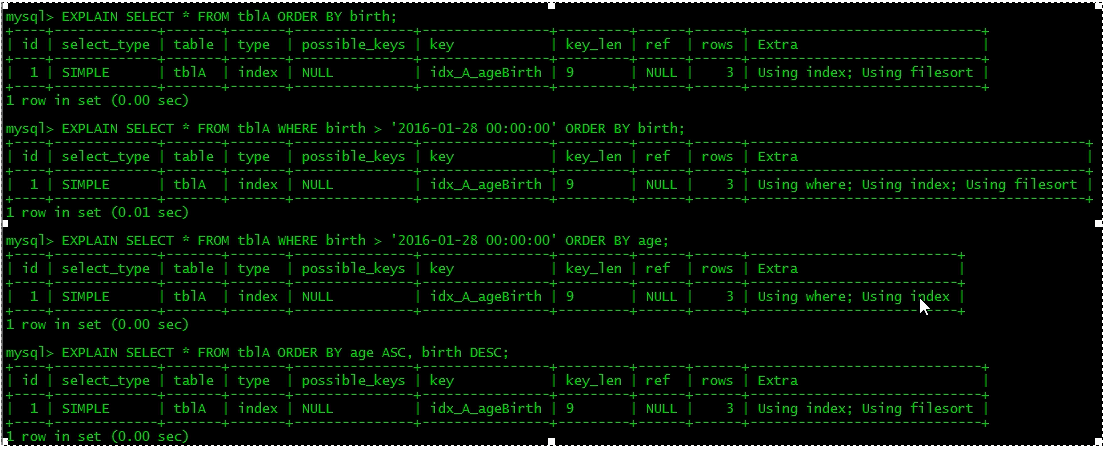 mysql> EXPLAIN SELECT * FROM tblA ORDER BY birth;
+----+-------------+-------+-------+---------------+----------------+---------+------+------+-----------------------------+
| id | select_type | table | type | possible_keys | key | key_len | ref | rows | Extra |
+----+-------------+-------+-------+---------------+----------------+---------+------+------+-----------------------------+
| 1 | SIMPLE | tblA | index | NULL | idx_A_ageBirth | 9 | NULL | 3 | Using index; Using filesort |
+----+-------------+-------+-------+---------------+----------------+---------+------+------+-----------------------------+
1 row in set (0.00 sec)
mysql> EXPLAIN SELECT * FROM tblA WHERE birth > '2016-01-28 00:00:00' ORDER BY birth;
+----+-------------+-------+-------+---------------+----------------+---------+------+------+------------------------------------------+
| id | select_type | table | type | possible_keys | key | key_len | ref | rows | Extra |
+----+-------------+-------+-------+---------------+----------------+---------+------+------+------------------------------------------+
| 1 | SIMPLE | tblA | index | NULL | idx_A_ageBirth | 9 | NULL | 3 | Using where; Using index; Using filesort |
+----+-------------+-------+-------+---------------+----------------+---------+------+------+------------------------------------------+
1 row in set (0.01 sec)
mysql> EXPLAIN SELECT * FROM tblA WHERE birth > '2016-01-28 00:00:00' ORDER BY age;
+----+-------------+-------+-------+---------------+----------------+---------+------+------+--------------------------+
| id | select_type | table | type | possible_keys | key | key_len | ref | rows | Extra |
+----+-------------+-------+-------+---------------+----------------+---------+------+------+--------------------------+
| 1 | SIMPLE | tblA | index | NULL | idx_A_ageBirth | 9 | NULL | 3 | Using where; Using index |
+----+-------------+-------+-------+---------------+----------------+---------+------+------+--------------------------+
1 row in set (0.00 sec)
mysql> EXPLAIN SELECT * FROM tblA ORDER BY age ASC, birth DESC;
+----+-------------+-------+-------+---------------+----------------+---------+------+------+-----------------------------+
| id | select_type | table | type | possible_keys | key | key_len | ref | rows | Extra |
+----+-------------+-------+-------+---------------+----------------+---------+------+------+-----------------------------+
| 1 | SIMPLE | tblA | index | NULL | idx_A_ageBirth | 9 | NULL | 3 | Using index; Using filesort |
+----+-------------+-------+-------+---------------+----------------+---------+------+------+-----------------------------+
1 row in set (0.00 sec)